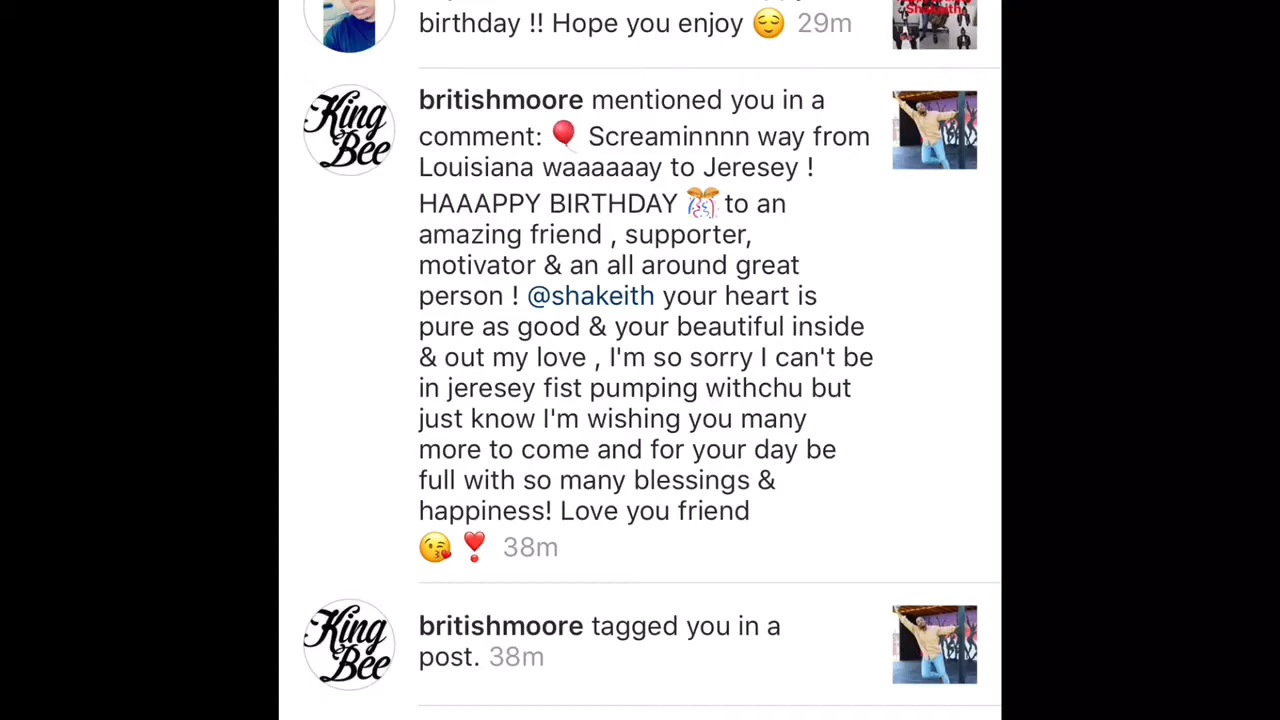 birthday !! Hope you enjoy 😌 29m
Shakeith
King Bee
britishmoore mentioned you in a
comment: 🎈 Screaminnnn way from
Louisiana waaaaaay to Jeresey !
HAAAPPY BIRTHDAY 🎊 to an
amazing friend , supporter,
motivator & an all around great
person ! @shakeith your heart is
pure as good & your beautiful inside
& out my love , I'm so sorry I can't be
in jeresey fist pumping withchu but
just know I'm wishing you many
more to come and for your day be
full with so many blessings &
happiness! Love you friend
😘 ❣️ 38m
King Bee
britishmoore tagged you in a
post. 38m